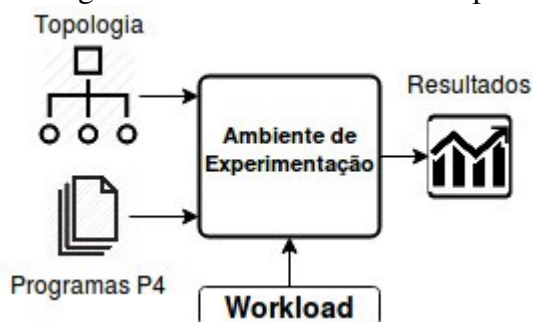 Topologia
Resultados
Ambiente de
Experimentação
Programas P4
Workload